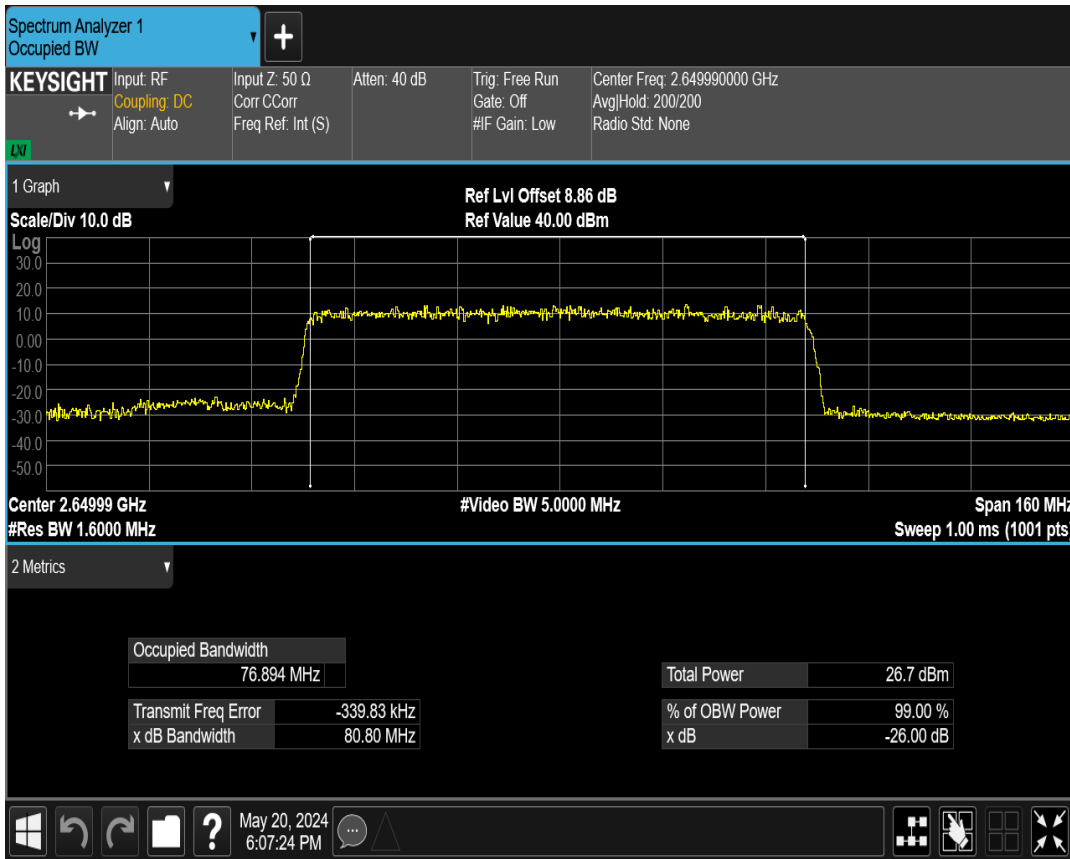 Spectrum Analyzer 1
Occupied BW
+
KEYSIGHT
LXI
Input: RF
Coupling: DC
Align: Auto
Input Z: 50 Ω
Corr CCorr
Freq Ref: Int (S)
Atten: 40 dB
Trig: Free Run
Gate: Off
#IF Gain: Low
Center Freq: 2.649990000 GHz
Avg|Hold: 200/200
Radio Std: None
1 Graph
Scale/Div 10.0 dB
Ref Lvl Offset 8.86 dB
Ref Value 40.00 dBm
Log
30.0
20.0
10.0
0.00
-10.0
-20.0
-30.0
-40.0
-50.0
Center 2.64999 GHz
#Video BW 5.0000 MHz
Span 160 MHz
#Res BW 1.6000 MHz
Sweep 1.00 ms (1001 pts)
2 Metrics
Occupied Bandwidth
76.894 MHz
Total Power 26.7 dBm
Transmit Freq Error -339.83 kHz
% of OBW Power 99.00 %
x dB Bandwidth 80.80 MHz
x dB -26.00 dB
?
May 20, 2024
6:07:24 PM